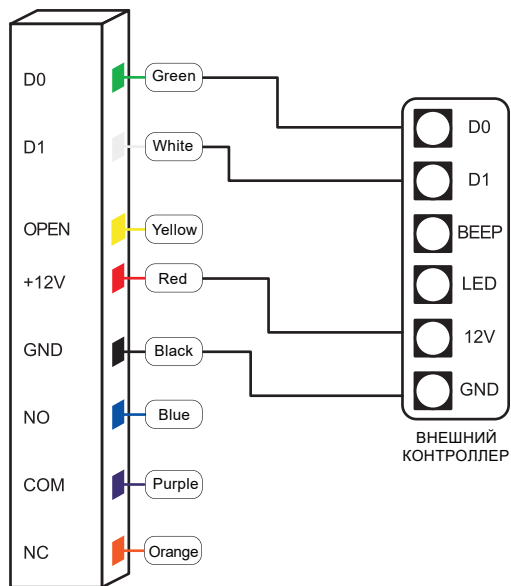 D0
Green
D1
White
OPEN
Yellow
+12V
Red
GND
Black
NO
Blue
COM
Purple
NC
Orange
D0
D1
BEEP
LED
12V
GND
ВНЕШНИЙ
КОНТРОЛЛЕР